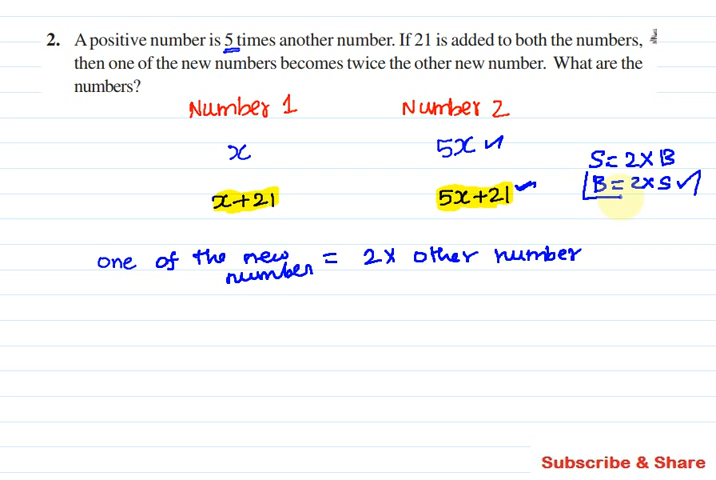 2. A positive number is 5 times another number. If 21 is added to both the numbers,
then one of the new numbers becomes twice the other new number. What are the
numbers?
Number 1 Number 2
x 5x
x+21 5x+21
S = 2 x B
B = 2 x S
one of the new number = 2x other number
Subscribe & Share